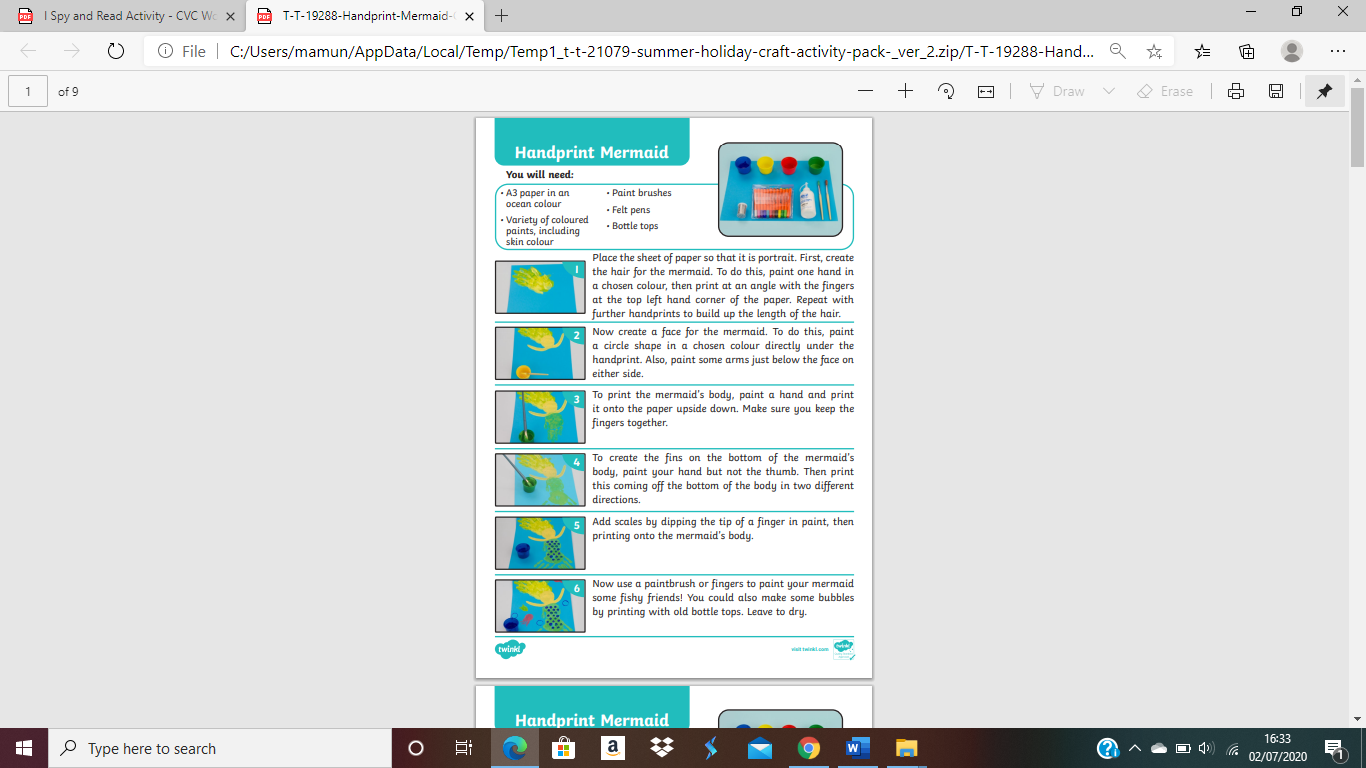 I Spy and Read Activity - CVC Wo
T-T-19288-Handprint-Mermaid-
File
C:/Users/mamun/AppData/Local/Temp/Temp1_t-t-21079-summer-holiday-craft-activity-pack-_ver_2.zip/T-T-19288-Hand...
1 of 9
Draw
Erase
Handprint Mermaid
You will need:
• A3 paper in an
ocean colour
• Variety of coloured
paints, including
skin colour
• Paint brushes
• Felt pens
• Bottle tops
1
Place the sheet of paper so that it is portrait. First, create
the hair for the mermaid. To do this, paint one hand in
a chosen colour, then print at an angle with the fingers
at the top left hand corner of the paper. Repeat with
further handprints to build up the length of the hair.
2
Now create a face for the mermaid. To do this, paint
a circle shape in a chosen colour directly under the
handprint. Also, paint some arms just below the face on
either side.
3
To print the mermaid's body, paint a hand and print
it onto the paper upside down. Make sure you keep the
fingers together.
4
To create the fins on the bottom of the mermaid's
body, paint your hand but not the thumb. Then print
this coming off the bottom of the body in two different
directions.
5
Add scales by dipping the tip of a finger in paint, then
printing onto the mermaid's body.
6
Now use a paintbrush or fingers to paint your mermaid
some fishy friends! You could also make some bubbles
by printing with old bottle tops. Leave to dry.
twinkl
visit twinkl.com
twinkl
Handprint Mermaid
Type here to search
16:33
02/07/2020
1